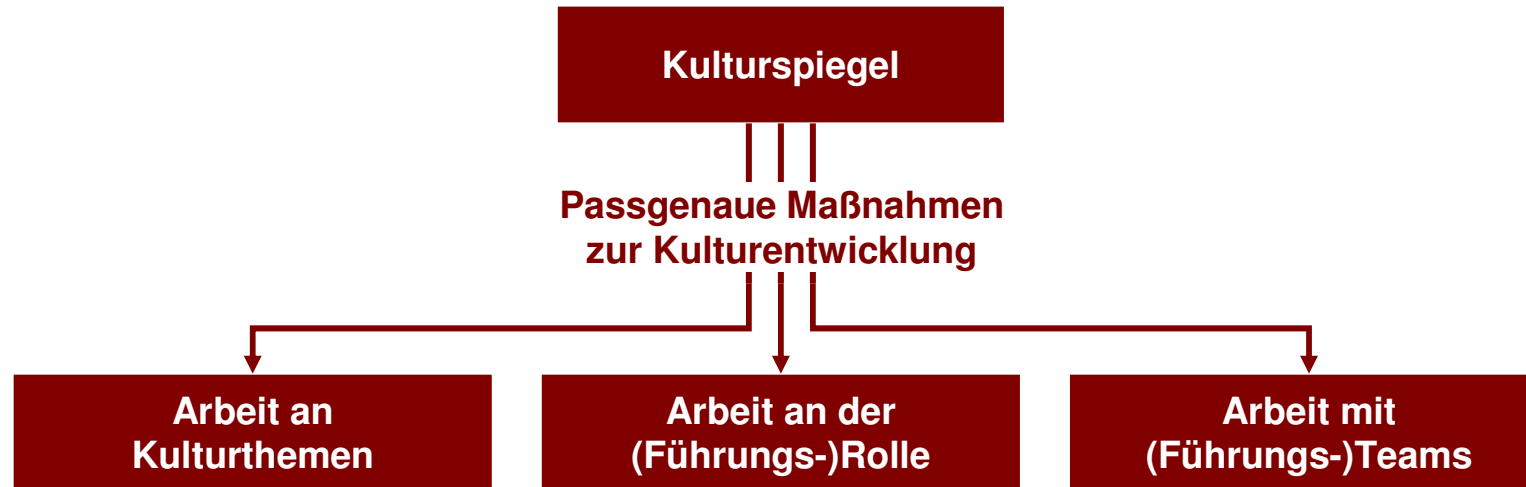 Kulturspiegel
Passgenaue Maßnahmen
zur Kulturentwicklung
Arbeit an
Kulturthemen
Arbeit an der
(Führungs-)Rolle
Arbeit mit
(Führungs-)Teams